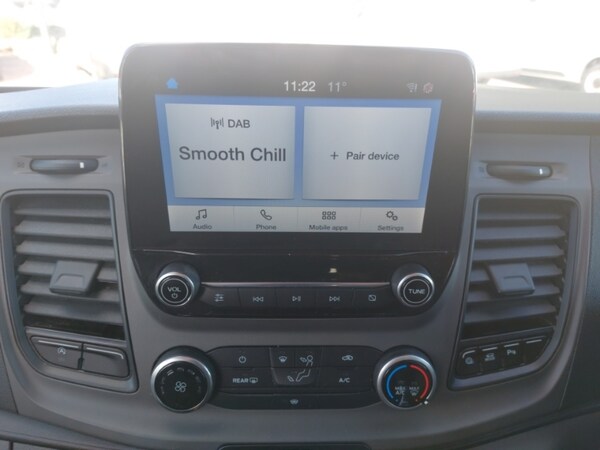 11:22 11°
DAB
Smooth Chill
+ Pair device
Audio
Phone
Mobile apps
Settings
VOL
TUNE
REAR
A/C